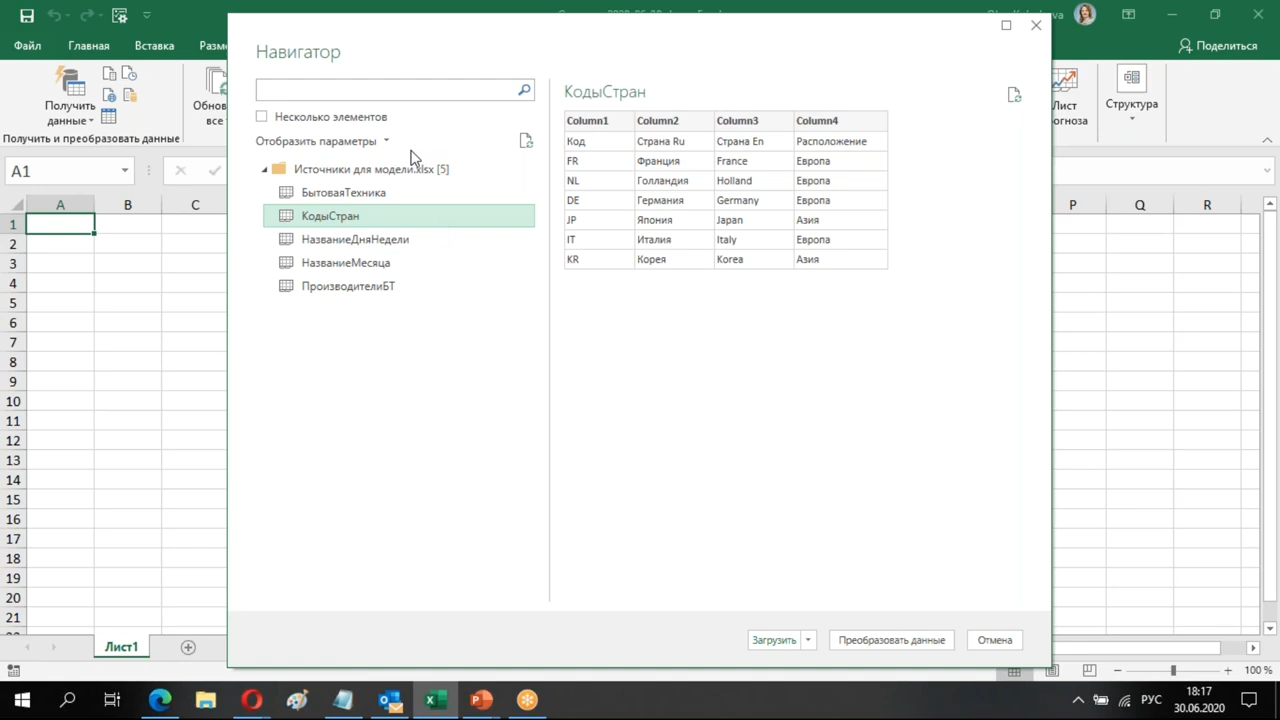 Файл
Главная
Вставка
Поделиться
Получить
данные
Получить и преобразовать данные
Лист
Структура
A1
A
B
C
P
Q
R
1
2
3
4
5
6
7
8
9
10
11
12
13
14
15
16
17
18
19
20
21
Навигатор
Несколько элементов
Отобразить параметры
Источники для модели.xlsx [5]
БытоваяТехника
КодыСтран
НазваниеДняНедели
НазваниеМесяца
ПроизводителиБТ
КодыСтран
Column1 Column2 Column3 Column4
Код Страна Ru Страна En Расположение
FR Франция France Европа
NL Голландия Holland Европа
DE Германия Germany Европа
JP Япония Japan Азия
IT Италия Italy Европа
KR Корея Korea Азия
Загрузить
Преобразовать данные
Отмена
Лист1
100 %
РУС
18:17
30.06.2020